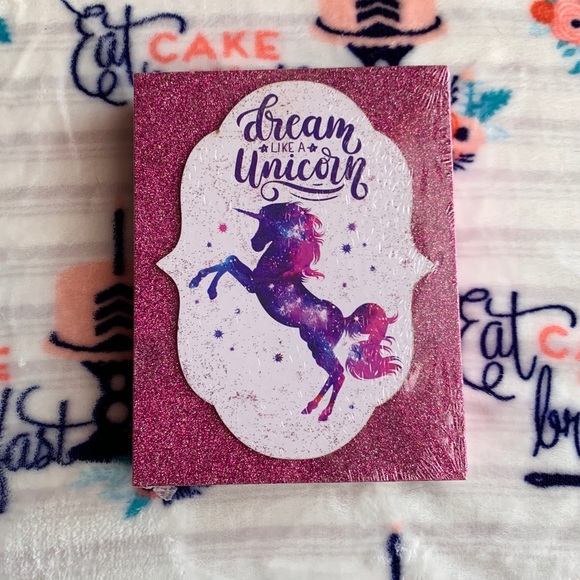 Eat CAKE
dream
LIKE A
Unicorn
Eat